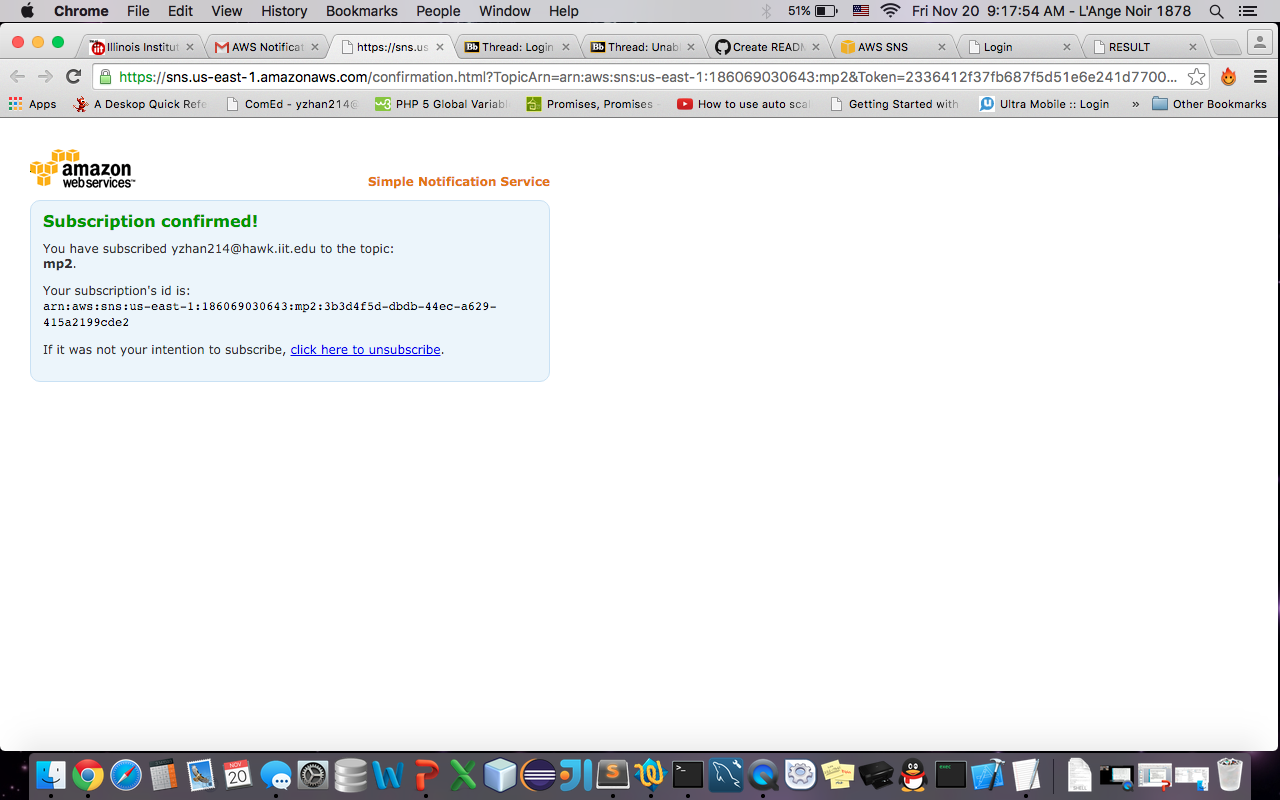 Chrome File Edit View History Bookmarks People Window Help 51% Fri Nov 20 9:17:54 AM - L'Ange Noir 1878
Illinois Institut AWS Notificat https://sns.us Thread: Login Thread: Unabl Create READM AWS SNS Login RESULT
https://sns.us-east-1.amazonaws.com/confirmation.html?TopicArn=arn:aws:sns:us-east-1:186069030643:mp2&Token=2336412f37fb687f5d51e6e241d7700...
Apps A Deskop Quick Refe ComEd - yzhan214@ PHP 5 Global Variabl Promises, Promises - How to use auto scal Getting Started with Ultra Mobile :: Login » Other Bookmarks
amazon
web services™
Simple Notification Service
Subscription confirmed!
You have subscribed yzhan214@hawk.iit.edu to the topic:
mp2.
Your subscription's id is:
arn:aws:sns:us-east-1:186069030643:mp2:3b3d4f5d-dbdb-44ec-a629-
415a2199cde2
If it was not your intention to subscribe, click here to unsubscribe.
NOV
20